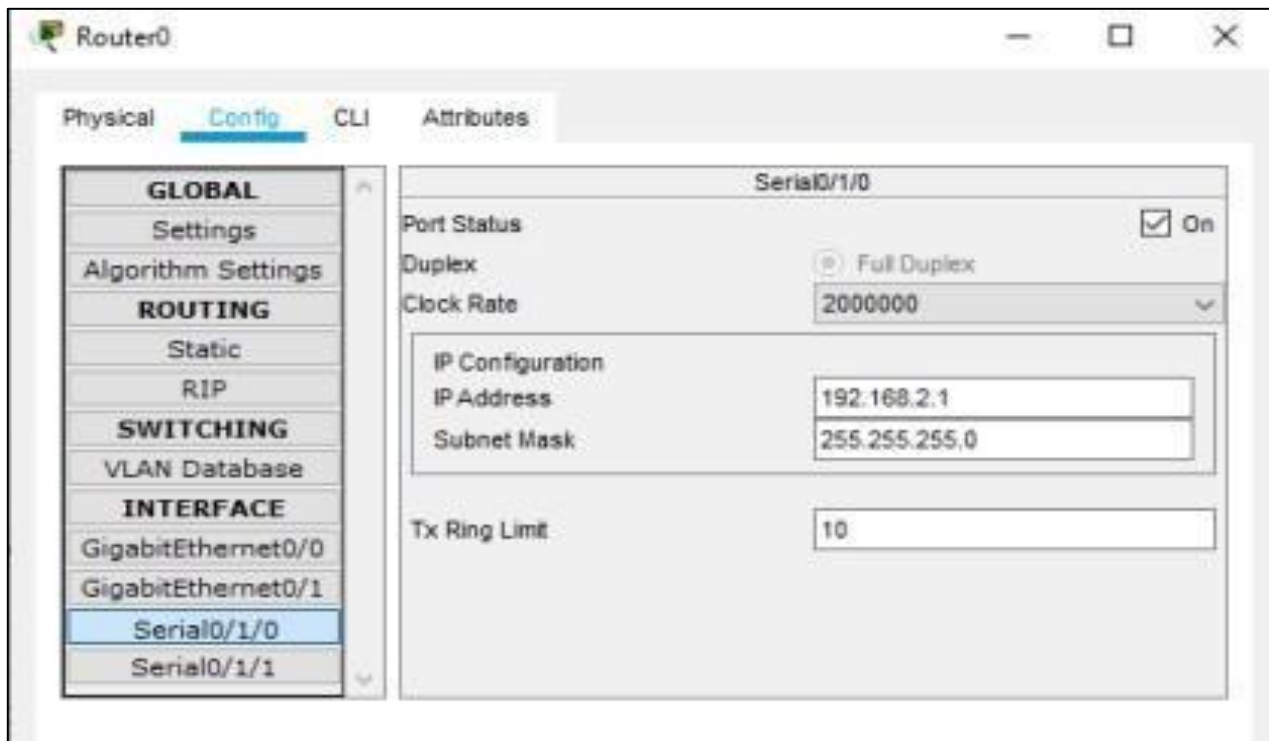 Router0
Physical Config CLI Attributes
GLOBAL
Settings
Algorithm Settings
ROUTING
Static
RIP
SWITCHING
VLAN Database
INTERFACE
GigabitEthernet0/0
GigabitEthernet0/1
Serial0/1/0
Serial0/1/1
Serial0/1/0
Port Status On
Duplex Full Duplex
Clock Rate 2000000
IP Configuration
IP Address 192.168.2.1
Subnet Mask 255.255.255.0
Tx Ring Limit 10